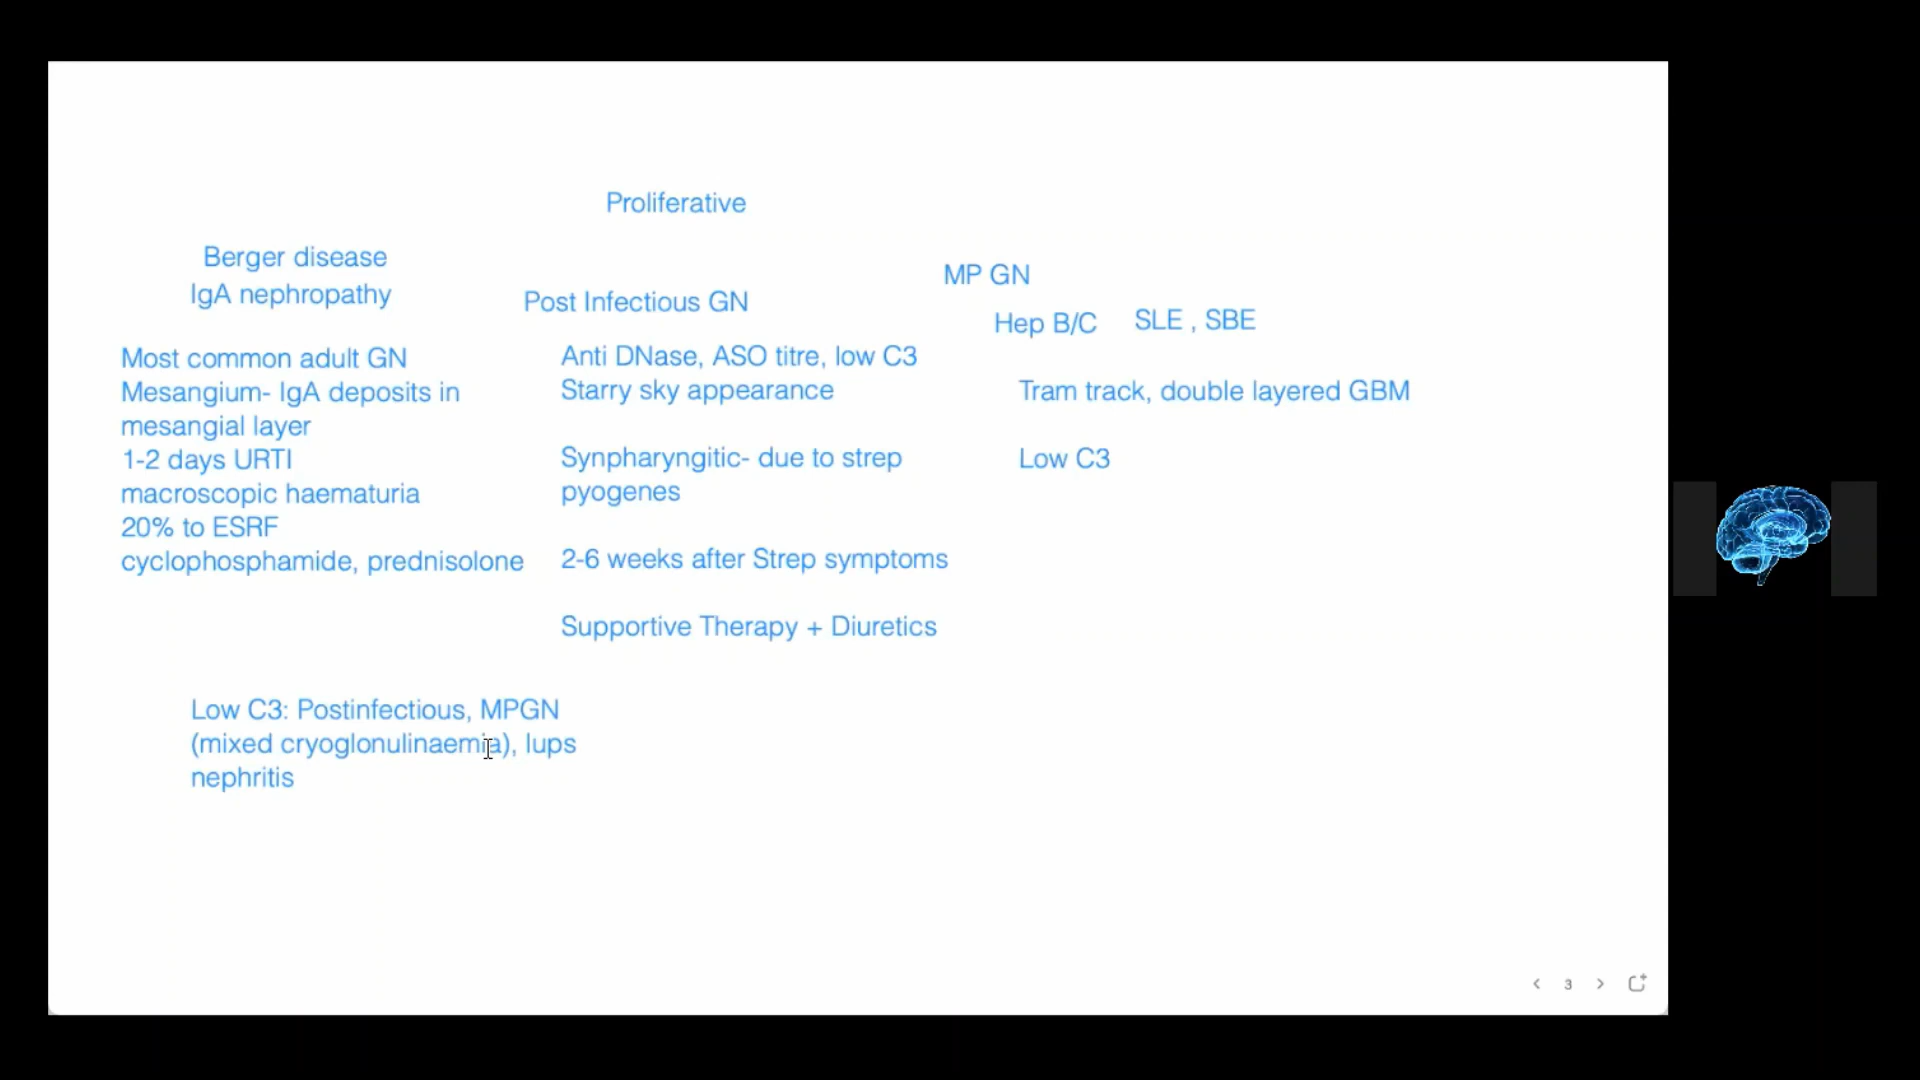 Proliferative
Berger disease
IgA nephropathy
Most common adult GN
Mesangium- IgA deposits in
mesangial layer
1-2 days URTI
macroscopic haematuria
20% to ESRF
cyclophosphamide, prednisolone
Post Infectious GN
Anti DNase, ASO titre, low C3
Starry sky appearance
Synpharyngitic- due to strep
pyogenes
2-6 weeks after Strep symptoms
Supportive Therapy + Diuretics
MP GN
Hep B/C
SLE , SBE
Tram track, double layered GBM
Low C3
Low C3: Postinfectious, MPGN
(mixed cryoglonulinaemia), lups
nephritis
3